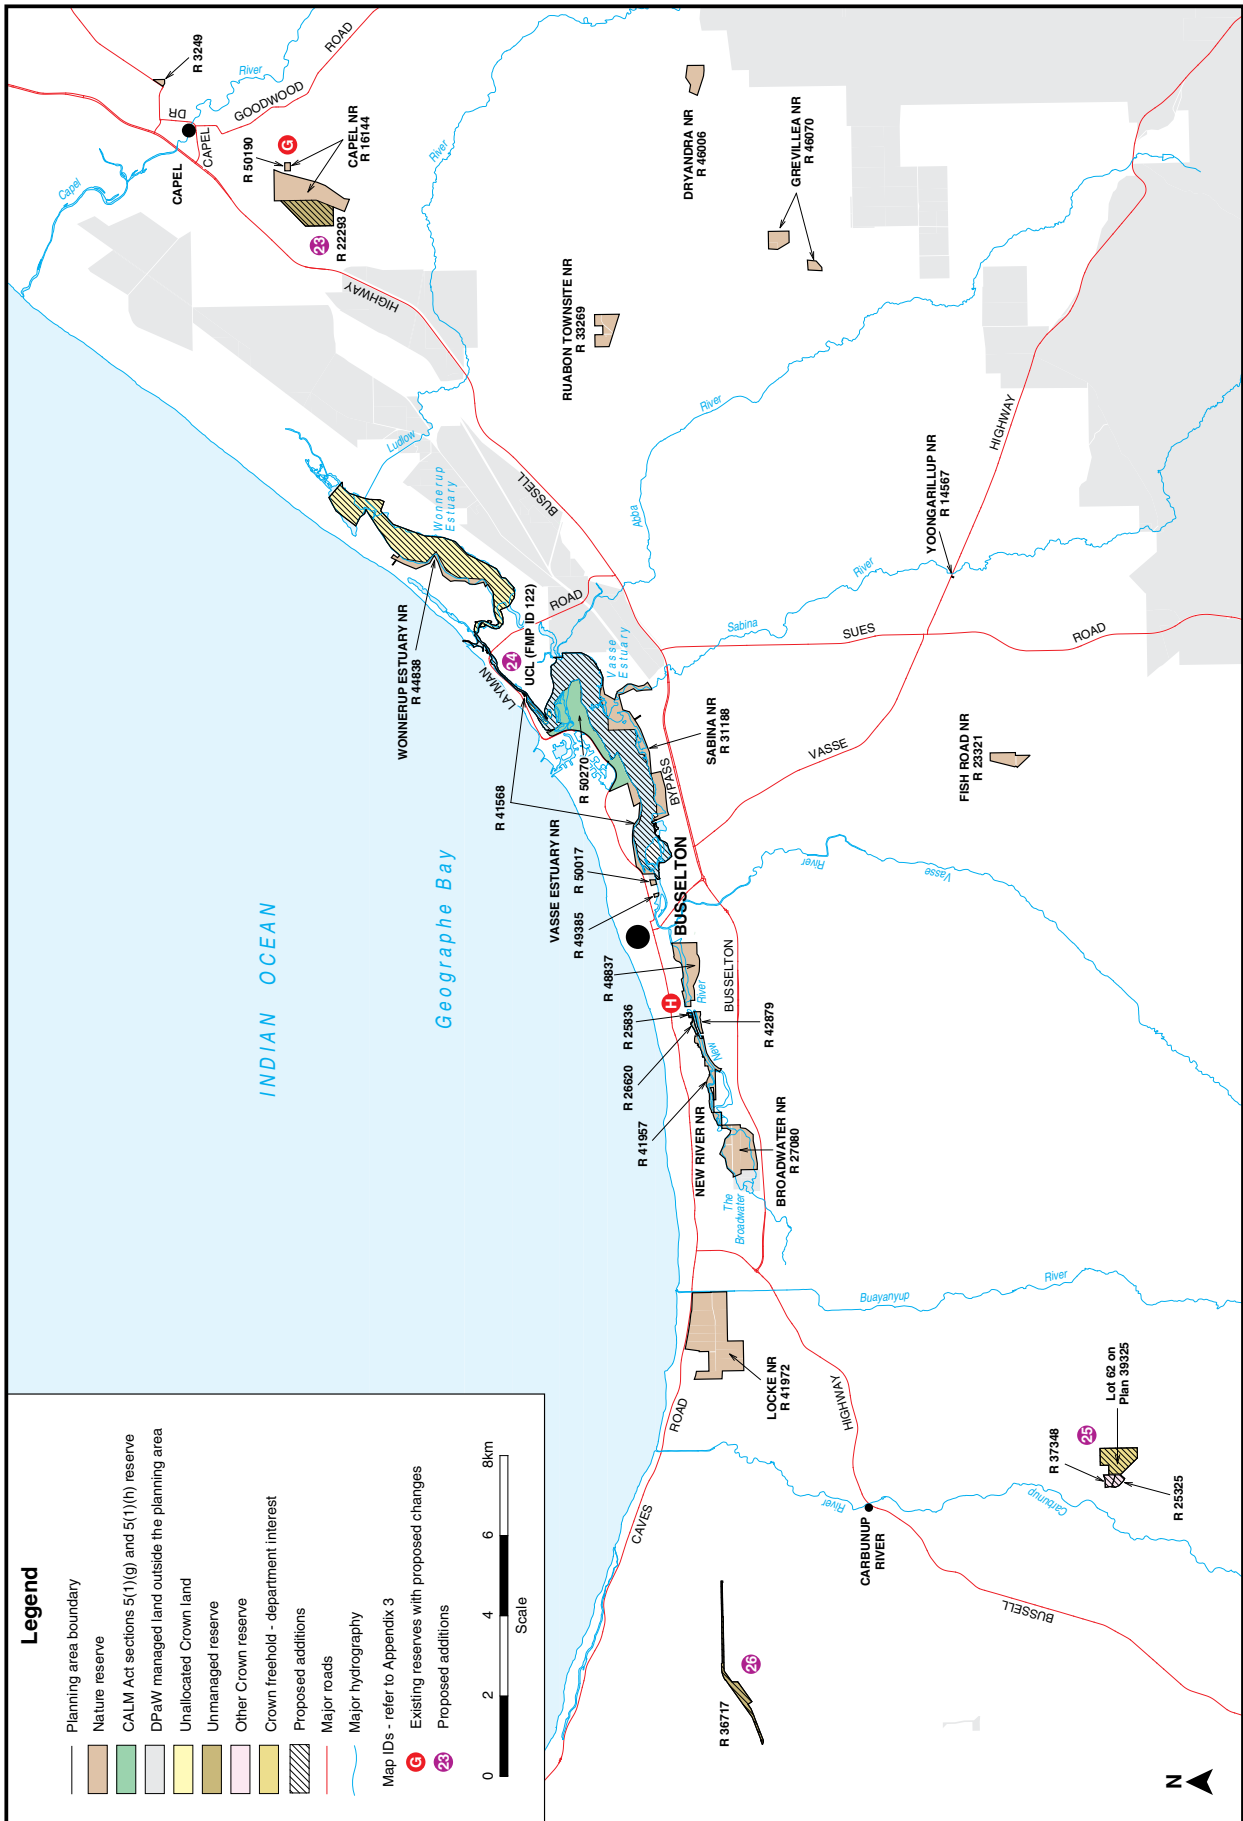 Legend
Planning area boundary
Nature reserve
CALM Act sections 5(1)(g) and 5(1)(h) reserve
DPaW managed land outside the planning area
Unallocated Crown land
Unmanaged reserve
Other Crown reserve
Crown freehold - department interest
Proposed additions
Major roads
Major hydrography
Map IDs - refer to Appendix 3
G
Existing reserves with proposed changes
23
Proposed additions
0
2
4
6
8km
Scale
N
INDIAN OCEAN
Geographe Bay
R 36717
26
CAVES
ROAD
BUSSELL
HIGHWAY
CARBUNUP
RIVER
River
Carbunup
R 37348
25
Lot 62 on
Plan 39325
R 25325
LOCKE NR
R 41972
Buayanyup
River
The
Broadwater
BROADWATER NR
R 27080
NEW RIVER NR
R 41957
R 26620
R 25836
H
R 48837
New
River
R 42879
BUSSELTON
BUSSELTON
BYPASS
VASSE ESTUARY NR
R 49385
R 50017
R 41568
R 50270
Vasse
River
VASSE
HIGHWAY
FISH ROAD NR
R 23321
SABINA NR
R 31188
SUES
ROAD
Sabina
River
YOONGARILLUP NR
R 14567
Vasse
Estuary
UCL (FMP ID 122)
24
LAYMAN
ROAD
WONNERUP ESTUARY NR
R 44838
Wonnerup
Estuary
Abba
River
Ludlow
River
BUSSELL
HIGHWAY
RUABON TOWNSITE NR
R 33269
GREVILLEA NR
R 46070
DRYANDRA NR
R 46006
23
R 22293
R 50190
G
CAPEL NR
R 16144
CAPEL
CAPEL
DR
GOODWOOD
ROAD
Capel
River
R 3249